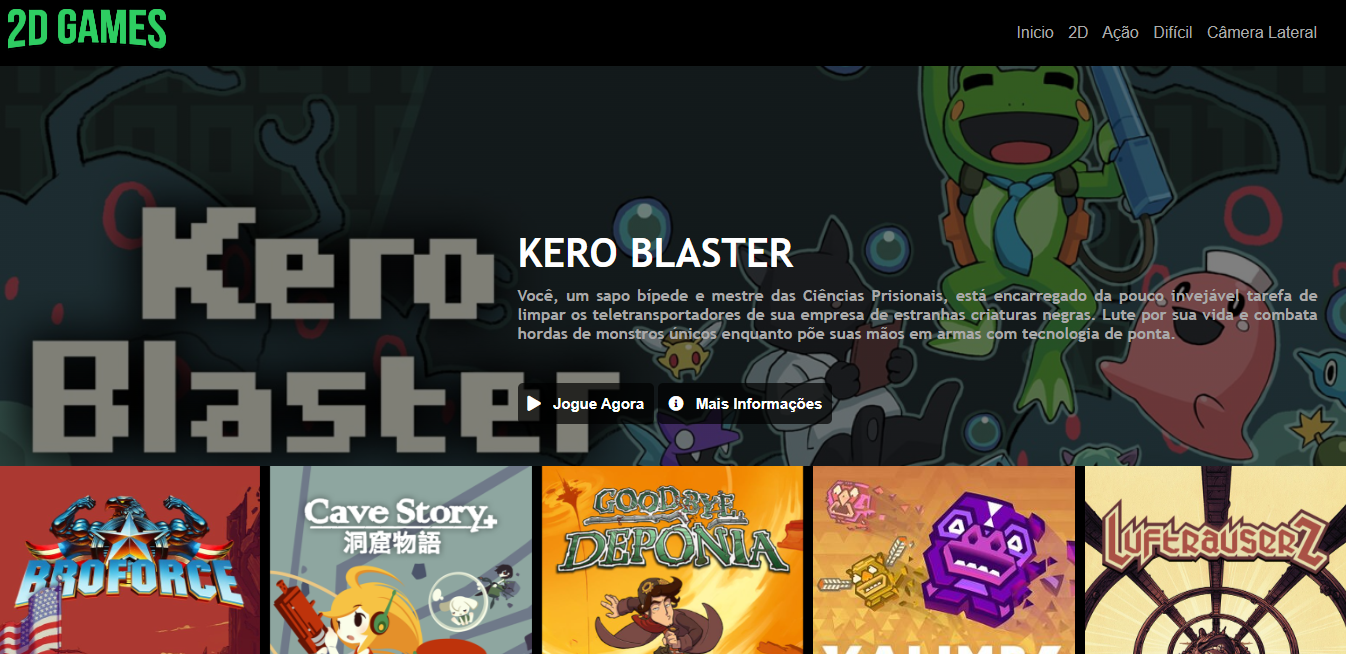 2D GAMES
Inicio 2D Ação Difícil Câmera Lateral
Kero
Blaster
KERO BLASTER
Você, um sapo bípede e mestre das Ciências Prisionais, está encarregado da pouco invejável tarefa de
limpar os teletransportadores de sua empresa de estranhas criaturas negras. Lute por sua vida e combata
hordas de monstros únicos enquanto põe suas mãos em armas com tecnologia de ponta.
Jogue Agora Mais Informações
BROFORCE
Cave Story+
洞窟物語
GOODBYE
DEPONIA
KALIMBA
LUFTRAUSERZ